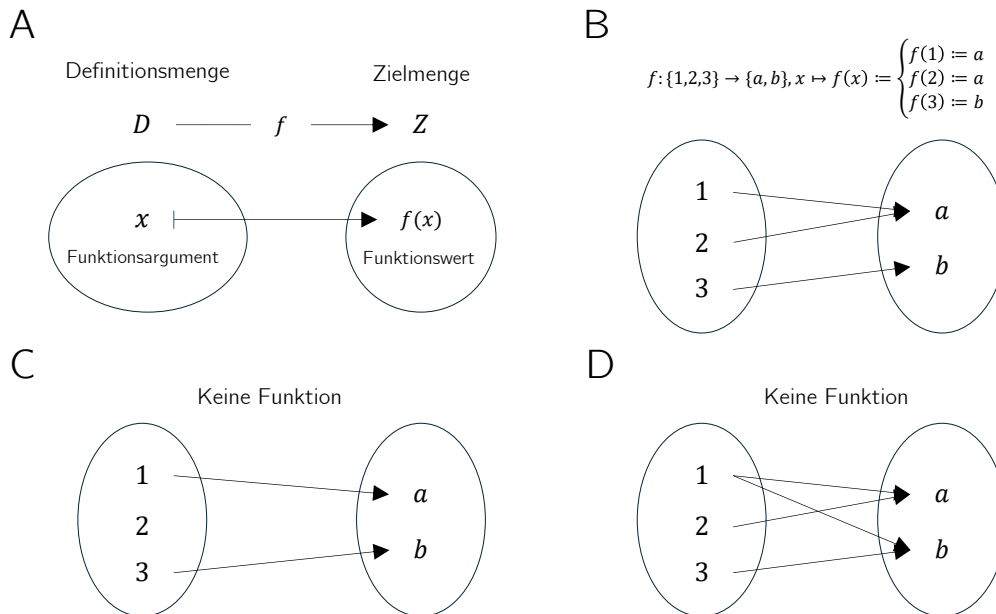 A
Definitionsmenge Zielmenge
D f Z
x f(x)
Funktionsargument Funktionswert
B
f:{1,2,3} → {a, b}, x ↦ f(x) ≔ {f(1) ≔ a
f(2) ≔ a
f(3) ≔ b
1
2
3
a
b
C
Keine Funktion
1
2
3
a
b
D
Keine Funktion
1
2
3
a
b